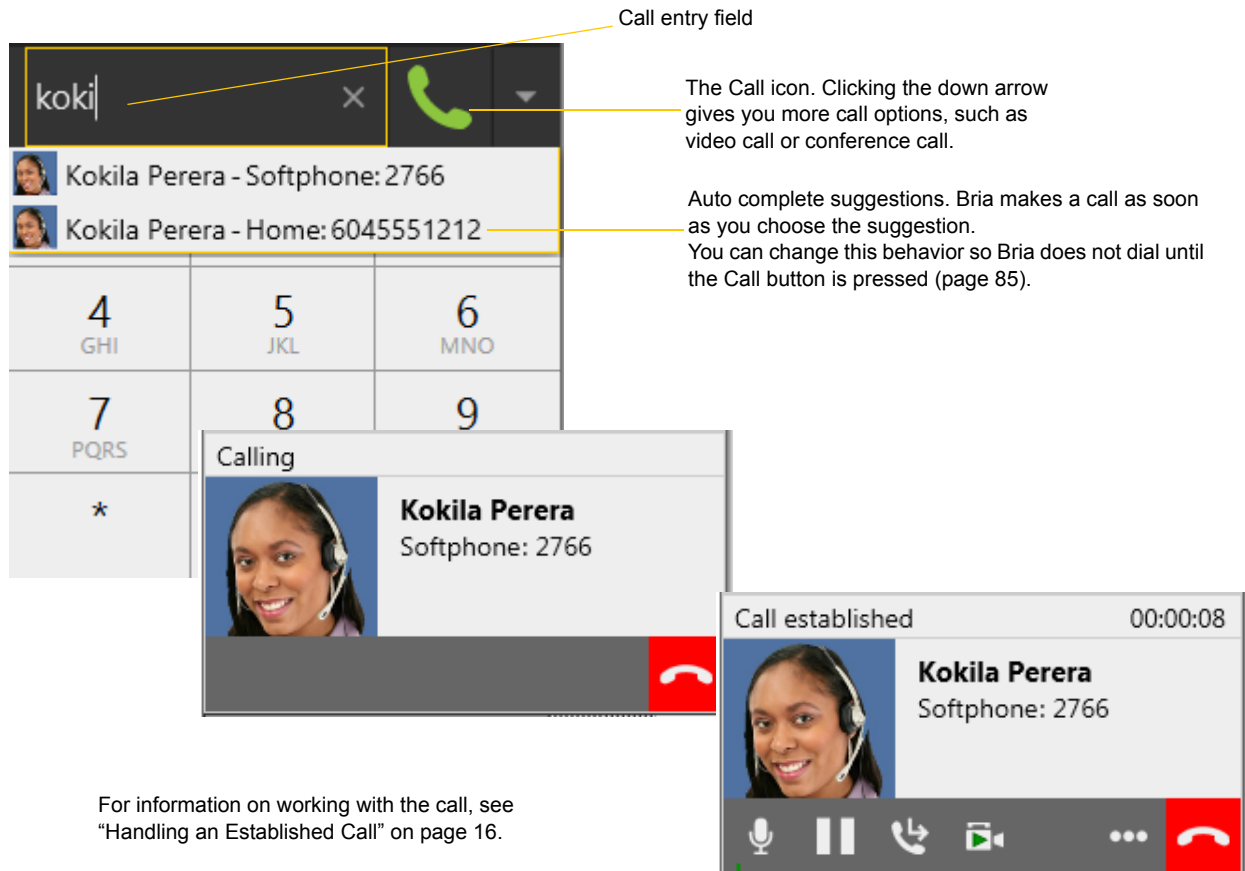 Call entry field
koki
The Call icon. Clicking the down arrow
gives you more call options, such as
video call or conference call.
Kokila Perera - Softphone: 2766
Kokila Perera - Home: 6045551212
Auto complete suggestions. Bria makes a call as soon
as you choose the suggestion.
You can change this behavior so Bria does not dial until
the Call button is pressed (page 85).
4 5 6
GHI JKL MNO
7 8 9
PQRS
*
Calling
Kokila Perera
Softphone: 2766
Call established 00:00:08
Kokila Perera
Softphone: 2766
For information on working with the call, see
“Handling an Established Call” on page 16.